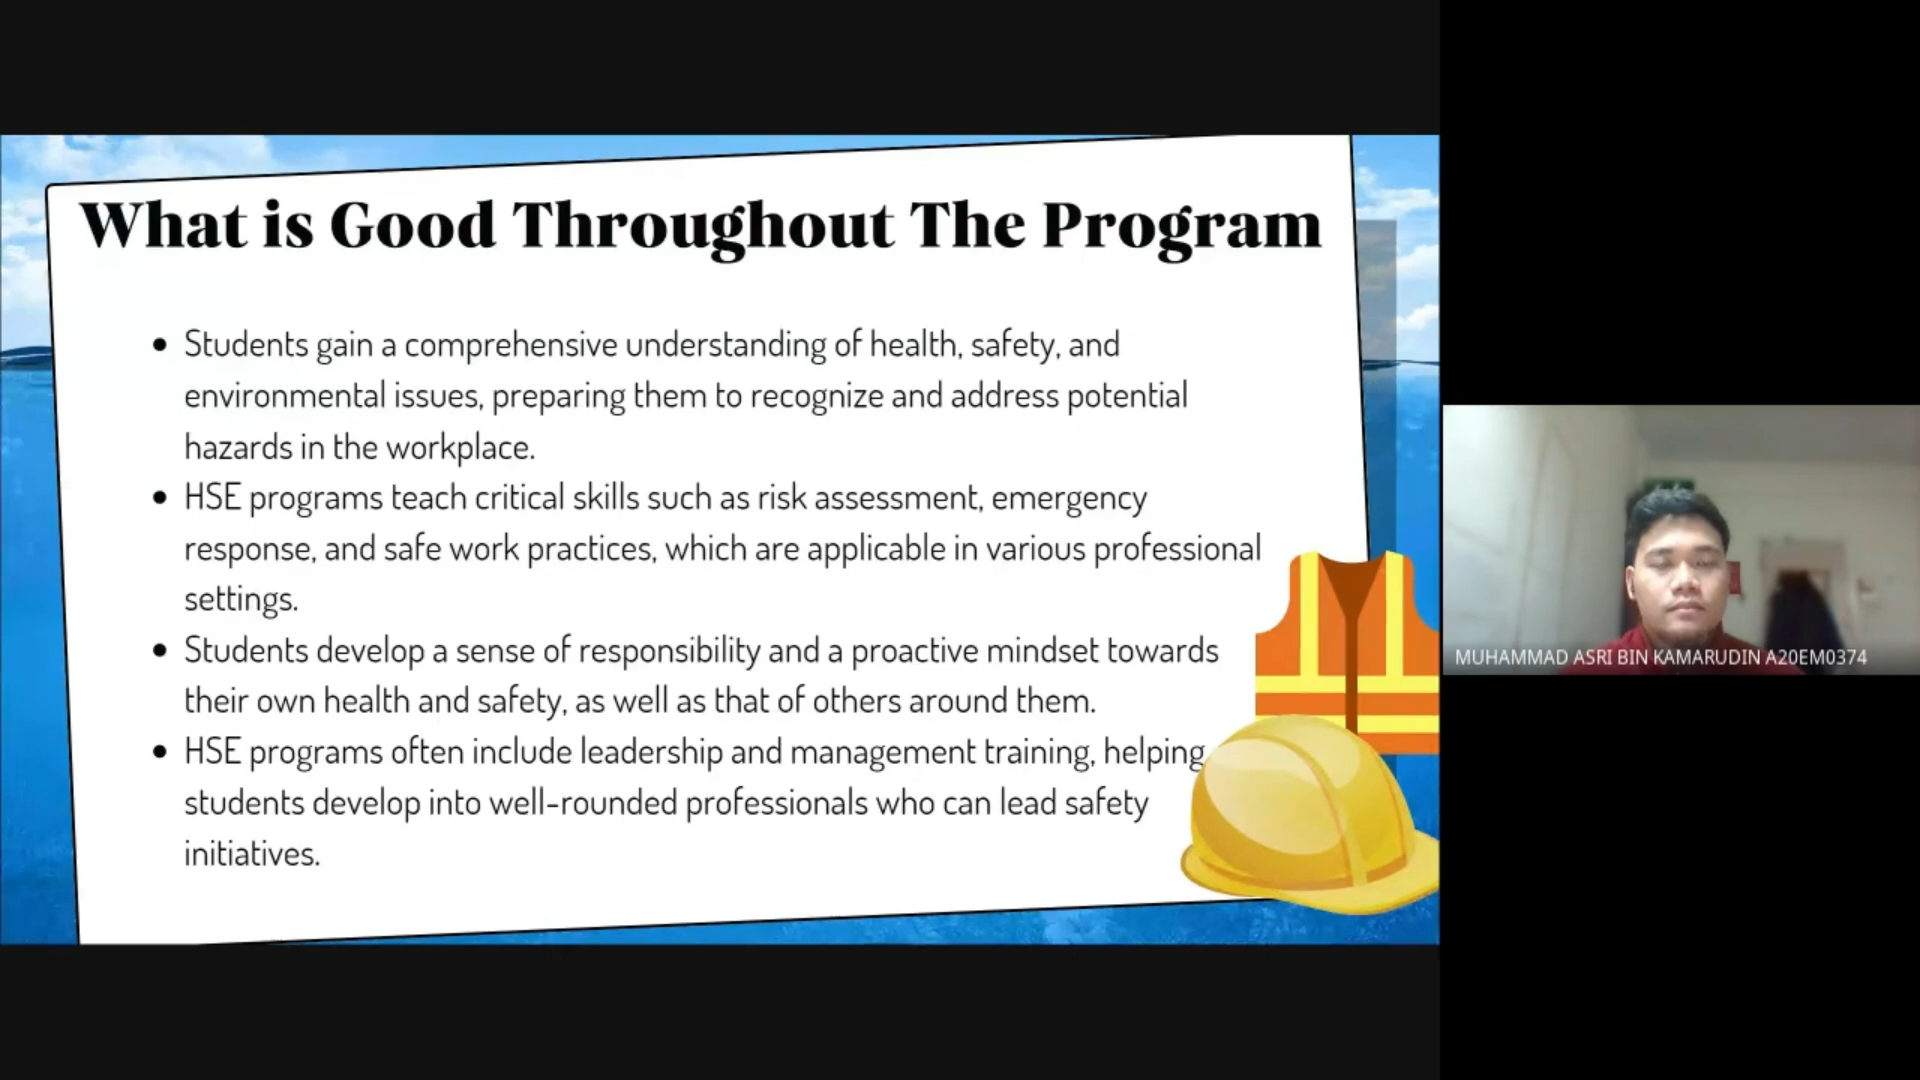 What is Good Throughout The Program
• Students gain a comprehensive understanding of health, safety, and
environmental issues, preparing them to recognize and address potential
hazards in the workplace.
• HSE programs teach critical skills such as risk assessment, emergency
response, and safe work practices, which are applicable in various professional
settings.
• Students develop a sense of responsibility and a proactive mindset towards
their own health and safety, as well as that of others around them.
• HSE programs often include leadership and management training, helping
students develop into well-rounded professionals who can lead safety
initiatives.
MUHAMMAD ASRI BIN KAMARUDIN A20EM0374